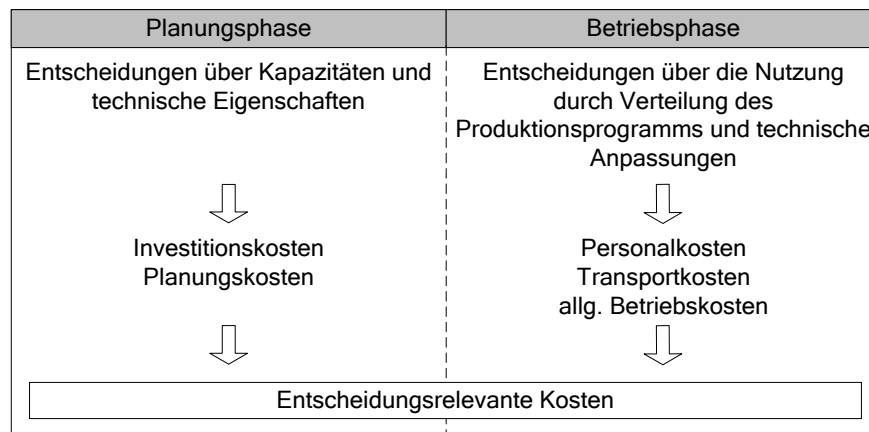 Planungsphase
Betriebsphase
Entscheidungen über Kapazitäten und
technische Eigenschaften
Entscheidungen über die Nutzung
durch Verteilung des
Produktionsprogramms und technische
Anpassungen
Investitionskosten
Planungskosten
Personalkosten
Transportkosten
allg. Betriebskosten
Entscheidungsrelevante Kosten